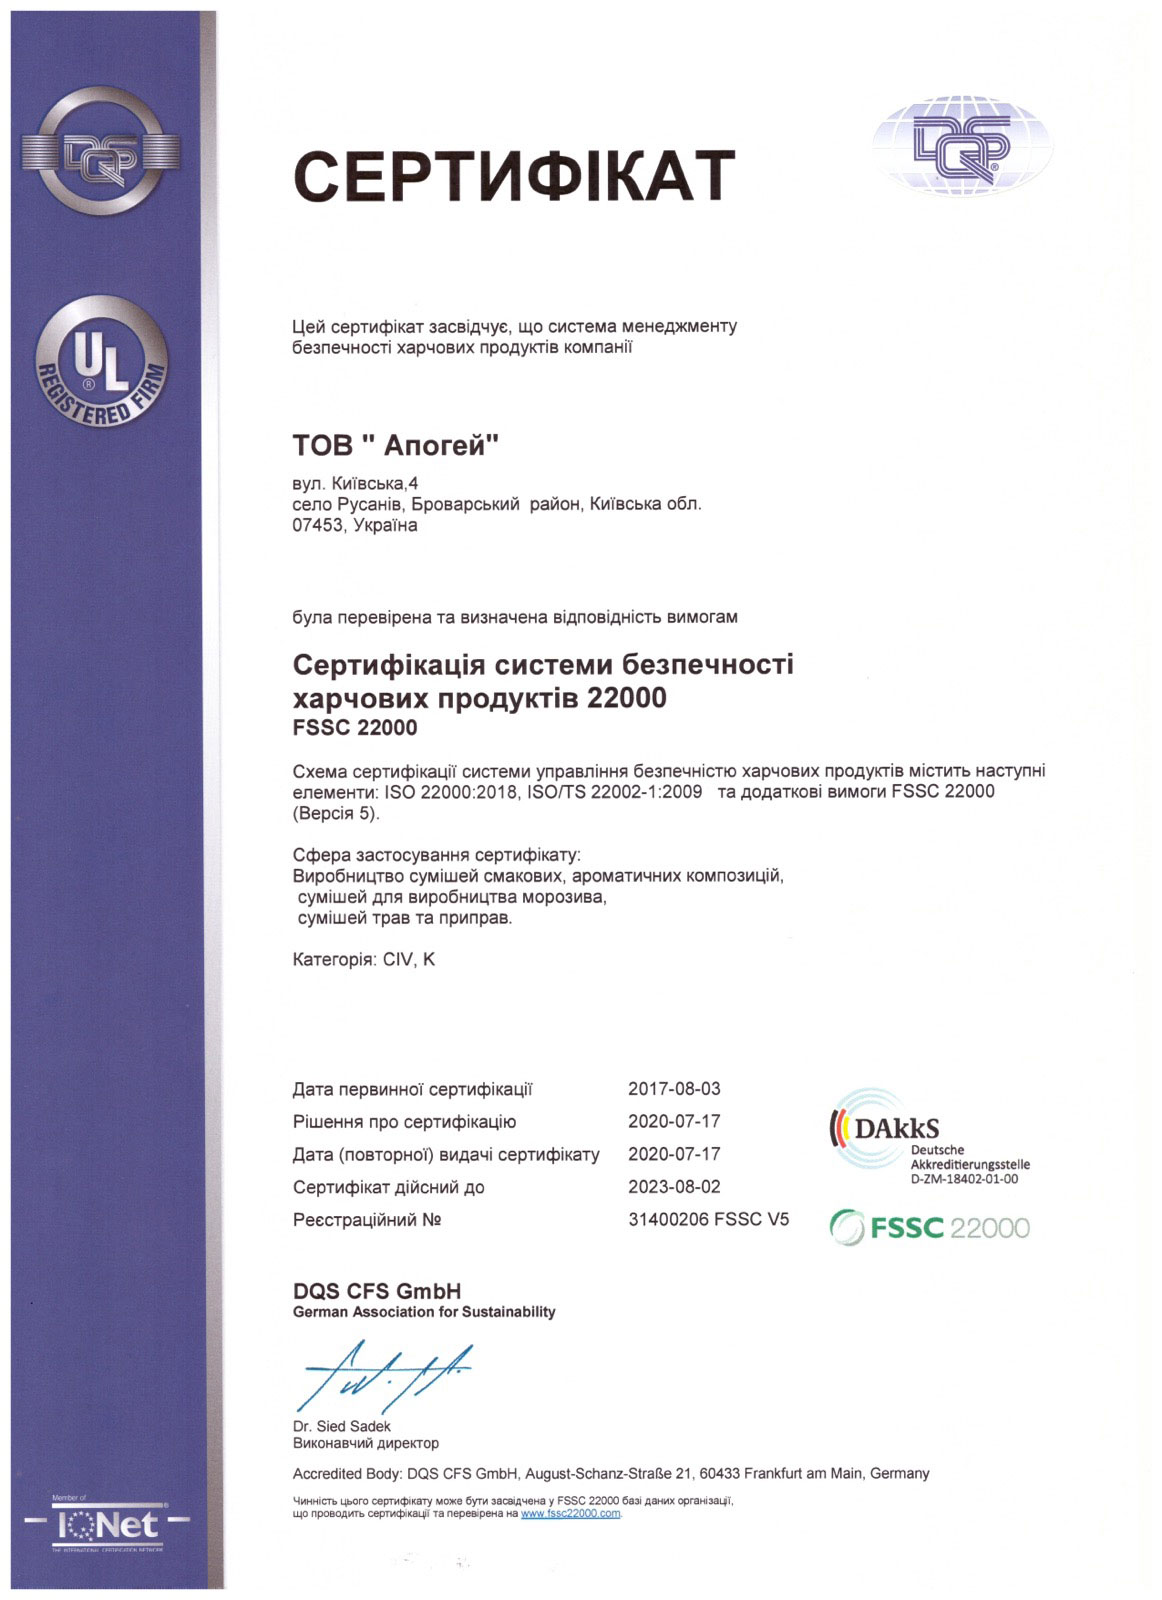 DQS
СЕРТИФІКАТ
DQS®
UL®
REGISTERED FIRM
Цей сертифікат засвідчує, що система менеджменту
безпечності харчових продуктів компанії
ТОВ " Апогей"
вул. Київська,4
село Русанів, Броварський  район, Київська обл.
07453, Україна
була перевірена та визначена відповідність вимогам
Сертифікація системи безпечності
харчових продуктів 22000
FSSC 22000
Схема сертифікації системи управління безпечністю харчових продуктів містить наступні
елементи: ISO 22000:2018, ISO/TS 22002-1:2009   та додаткові вимоги FSSC 22000
(Версія 5).
Сфера застосування сертифікату:
Виробництво сумішей смакових, ароматичних композицій,
сумішей для виробництва морозива,
сумішей трав та приправ.
Категорія: CIV, K
Дата первинної сертифікації 2017-08-03
Рішення про сертифікацію 2020-07-17
Дата (повторної) видачі сертифікату 2020-07-17
Сертифікат дійсний до 2023-08-02
Реєстраційний № 31400206 FSSC V5
DAkkS
Deutsche
Akkreditierungsstelle
D-ZM-18402-01-00
FSSC 22000
DQS CFS GmbH
German Association for Sustainability
Dr. Sied Sadek
Виконавчий директор
Accredited Body: DQS CFS GmbH, August-Schanz-Straße 21, 60433 Frankfurt am Main, Germany
Чинність цього сертифікату може бути засвідчена у FSSC 22000 базі даних організації,
що проводить сертифікації та перевірена на www.fssc22000.com.
Member of
IQNet®
THE INTERNATIONAL CERTIFICATION NETWORK